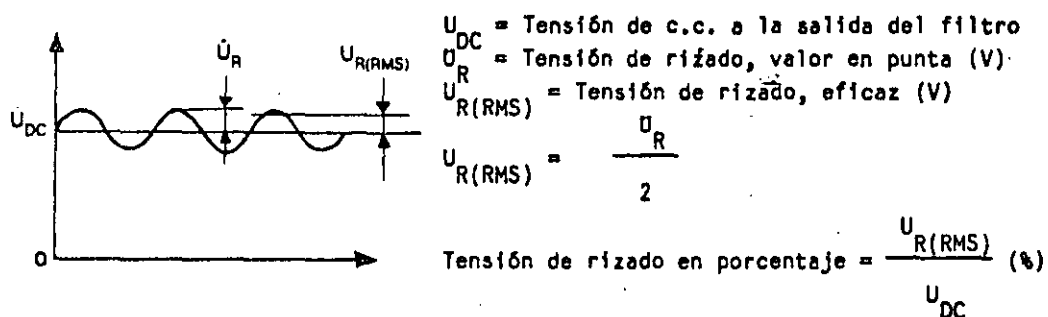 U_DC = Tensión de c.c. a la salida del filtro
Û_R = Tensión de rizado, valor en punta (V)
U_R(RMS) = Tensión de rizado, eficaz (V)
U_R(RMS) = Û_R / 2
Tensión de rizado en porcentaje = U_R(RMS) / U_DC (%)
Û_R
U_R(RMS)
U_DC
0